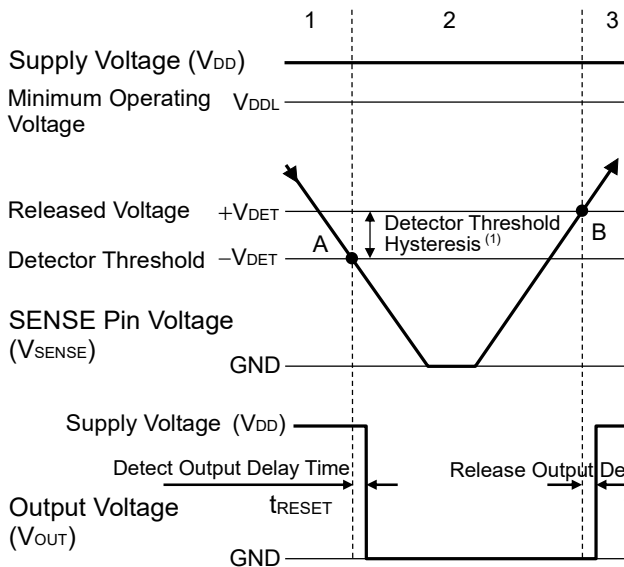 1 2 3
Supply Voltage (VDD)
Minimum Operating Voltage VDDL
Released Voltage +VDET
Detector Threshold Hysteresis (1)
A B
Detector Threshold −VDET
SENSE Pin Voltage (VSENSE)
GND
Supply Voltage (VDD)
Detect Output Delay Time
Release Output De
tRESET
Output Voltage (VOUT)
GND